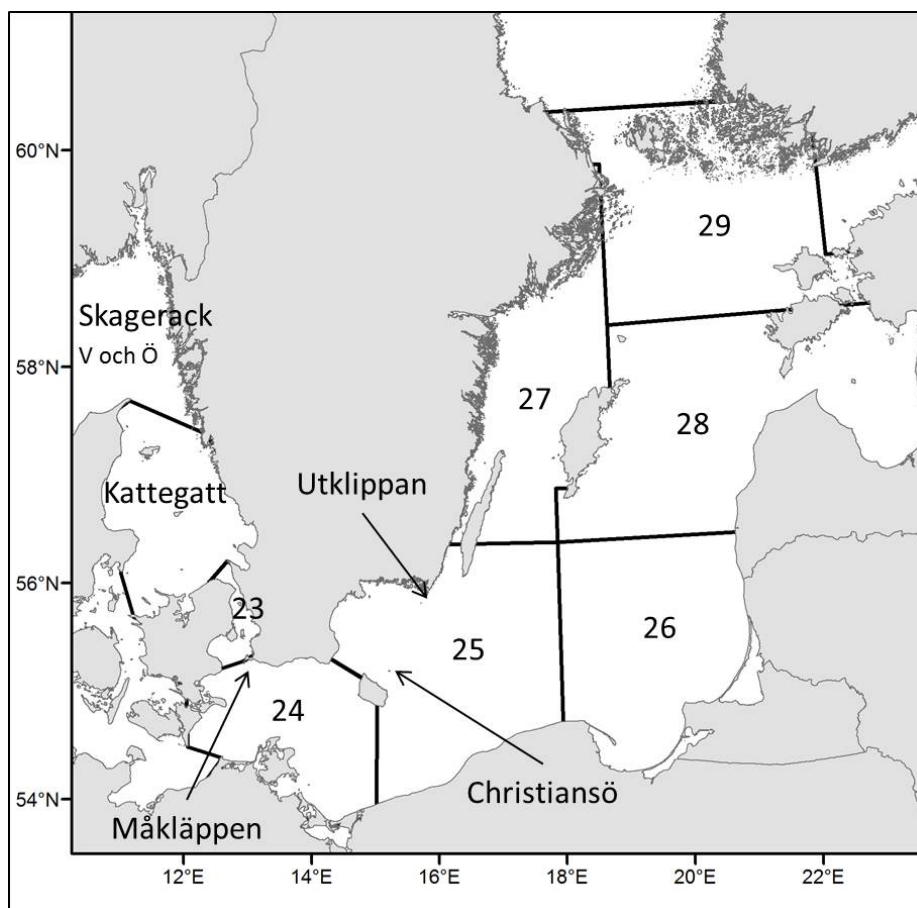 60°N
29
Skagerack
V och Ö
58°N
27
28
Utklippan
Kattegatt
56°N
23
25
26
24
Christiansö
54°N
Måkläppen
12°E
14°E
16°E
18°E
20°E
22°E